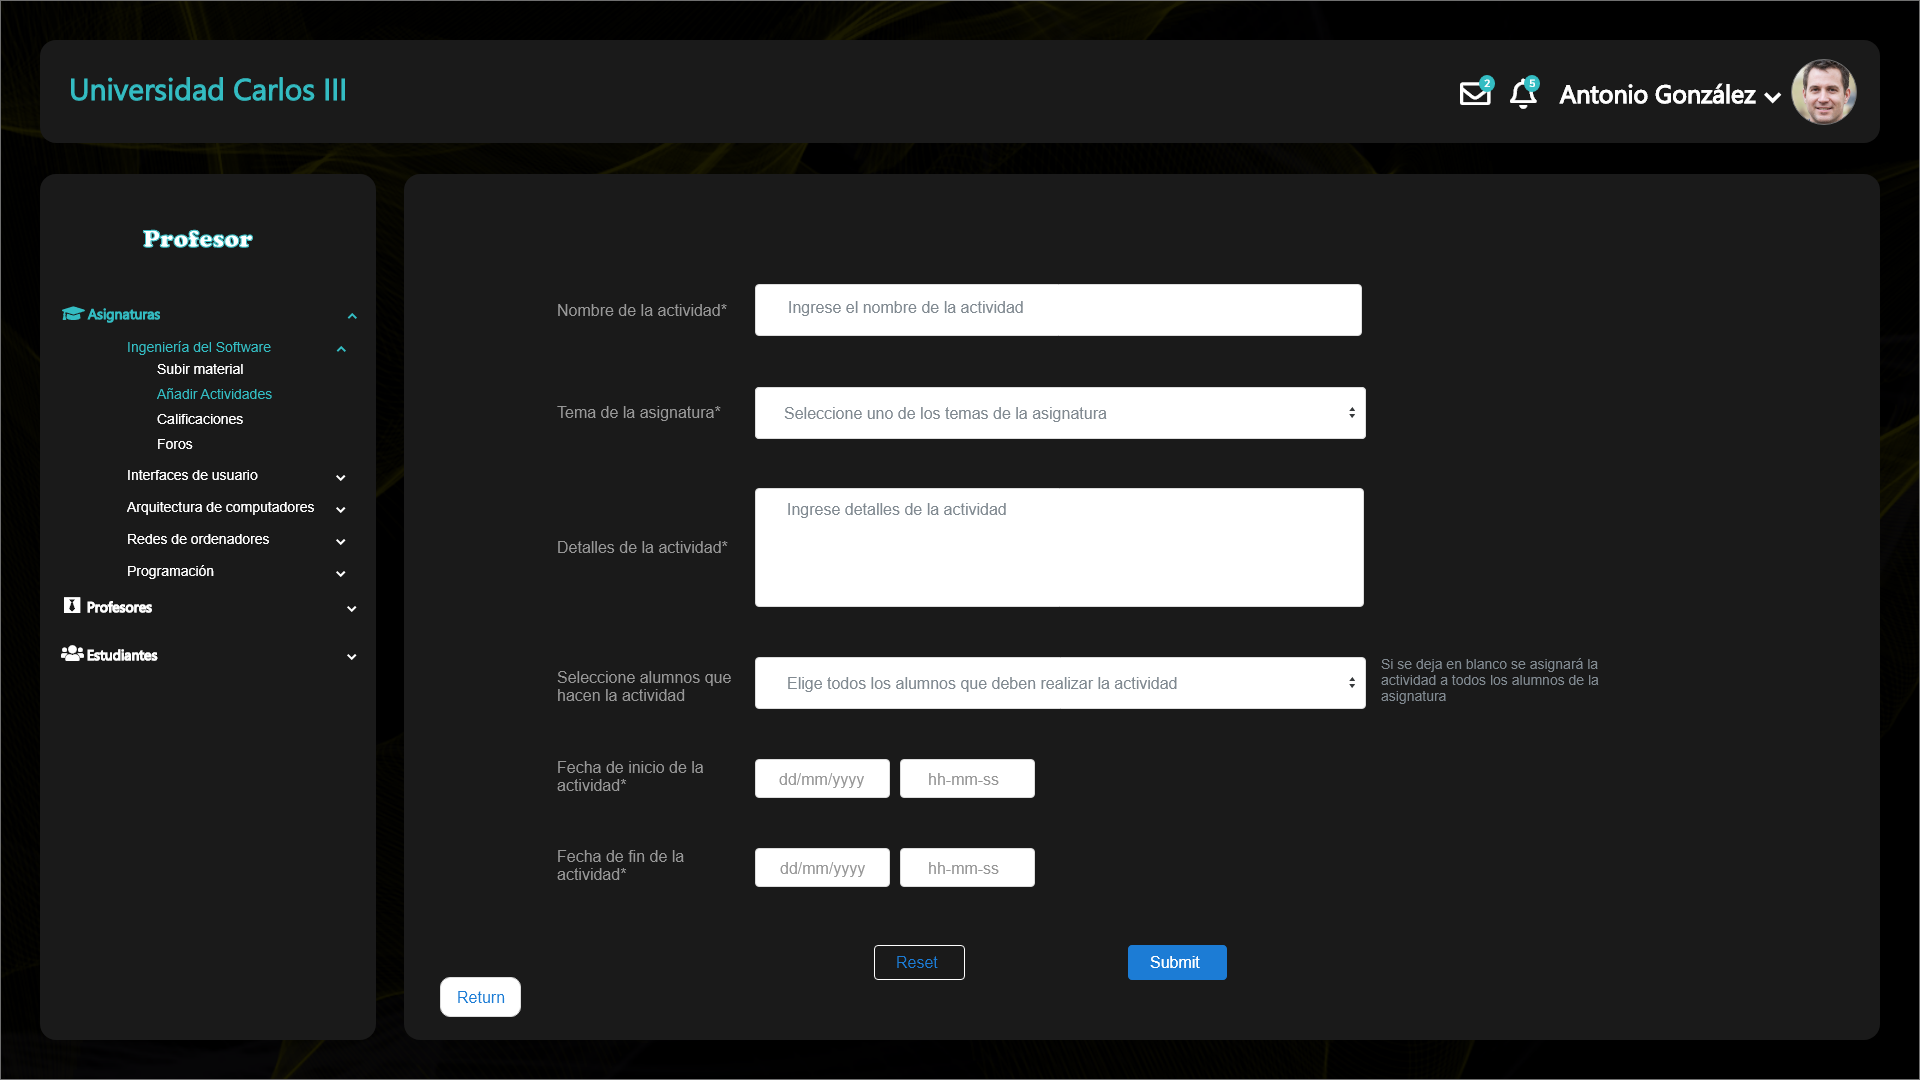 Universidad Carlos III
2
5
Antonio González
Profesor
Asignaturas
Ingeniería del Software
Subir material
Añadir Actividades
Calificaciones
Foros
Interfaces de usuario
Arquitectura de computadores
Redes de ordenadores
Programación
Profesores
Estudiantes
Nombre de la actividad*
Ingrese el nombre de la actividad
Tema de la asignatura*
Seleccione uno de los temas de la asignatura
Detalles de la actividad*
Ingrese detalles de la actividad
Seleccione alumnos que
hacen la actividad
Elige todos los alumnos que deben realizar la actividad
Si se deja en blanco se asignará la
actividad a todos los alumnos de la
asignatura
Fecha de inicio de la
actividad*
dd/mm/yyyy
hh-mm-ss
Fecha de fin de la
actividad*
dd/mm/yyyy
hh-mm-ss
Reset
Submit
Return